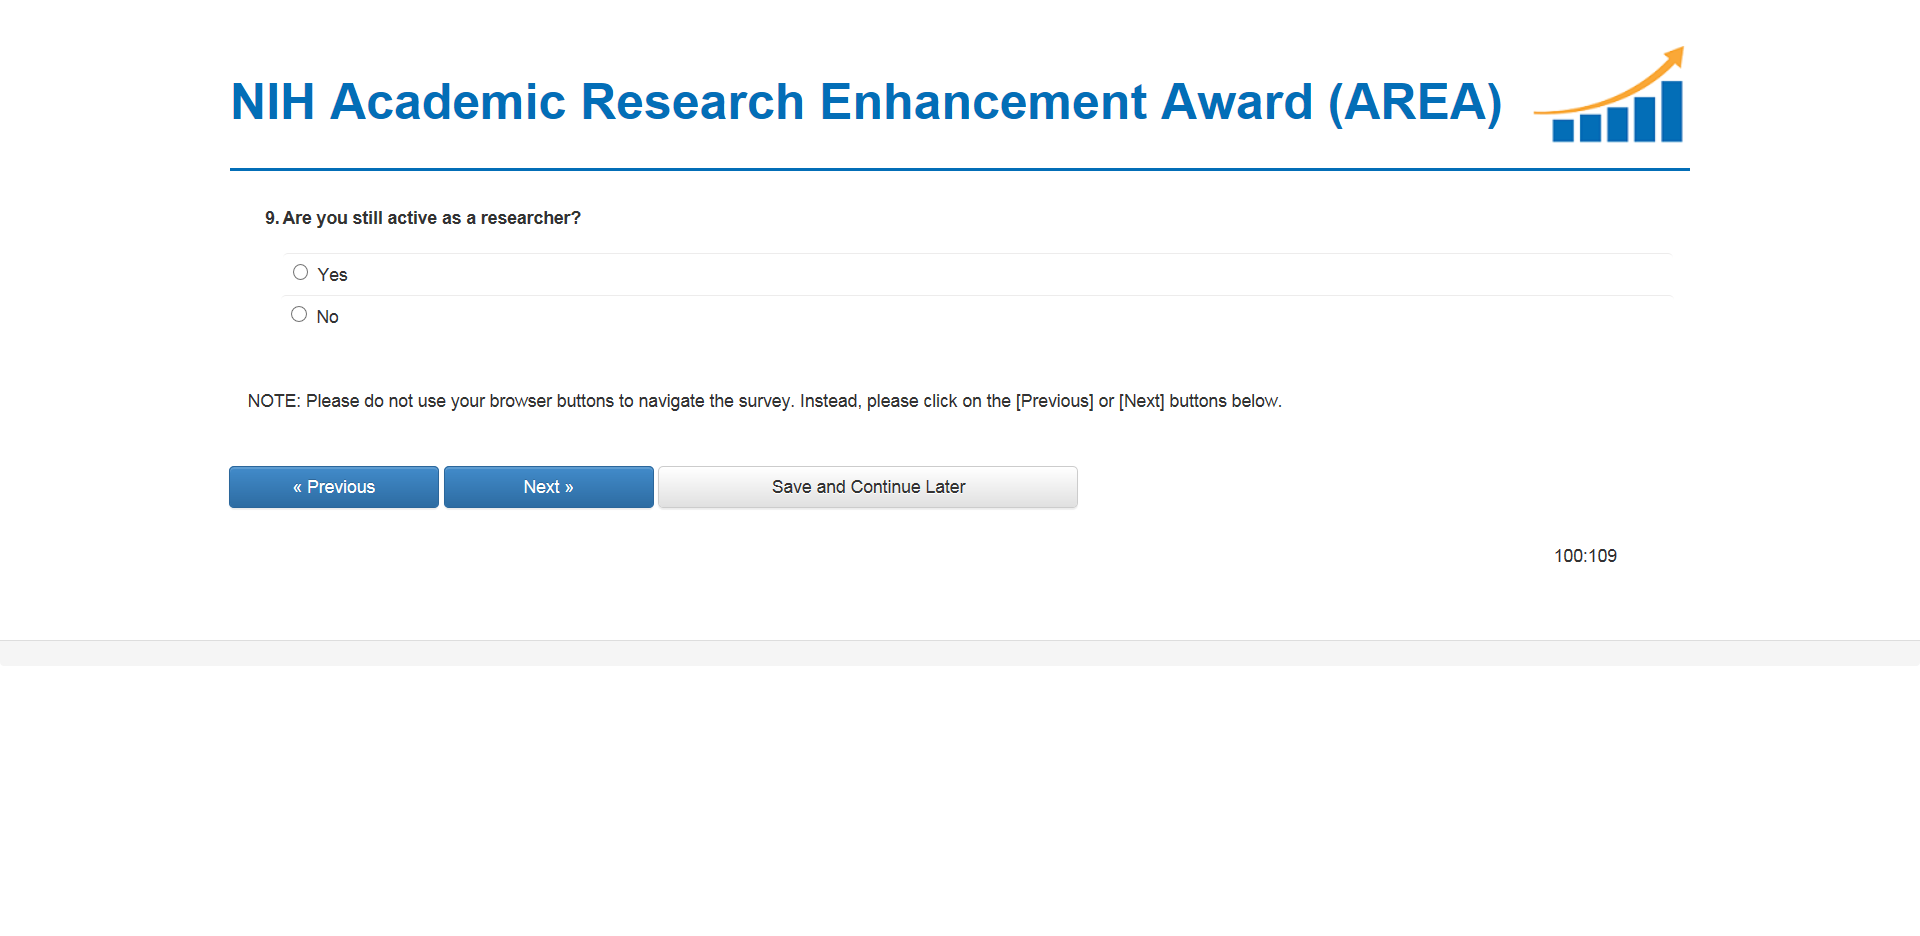 NIH Academic Research Enhancement Award (AREA)
9. Are you still active as a researcher?
Yes
No
NOTE: Please do not use your browser buttons to navigate the survey. Instead, please click on the [Previous] or [Next] buttons below.
« Previous Next » Save and Continue Later
100:109